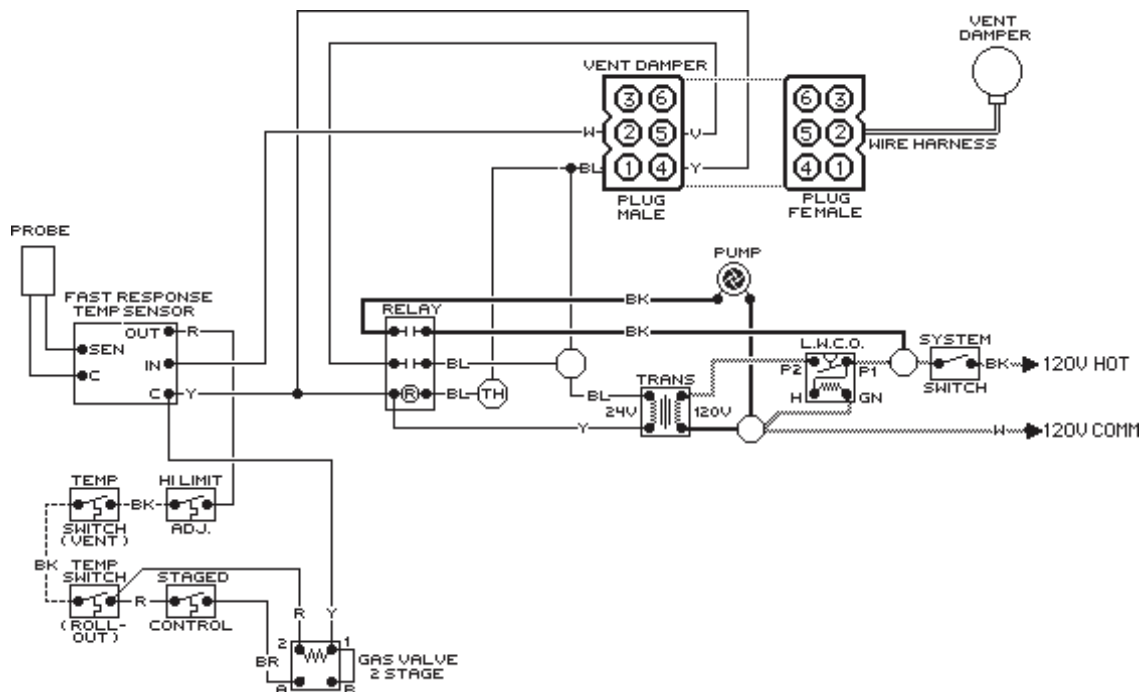 VENT
DAMPER
VENT DAMPER
3 6
6 3
W 2 5 V
5 2
WIRE HARNESS
BL 1 4 Y
4 1
PLUG
MALE
PLUG
FEMALE
PROBE
PUMP
FAST RESPONSE
TEMP SENSOR
RELAY
BK
OUT R
BK
SYSTEM
L.W.C.O.
SEN
IN
BL
P2 P1
BK 120V HOT
C
TRANS
SWITCH
C Y
R BL TH
BL 24V 120V
H GN
Y
W 120V COMM
TEMP
HI LIMIT
BK
SWITCH
(VENT)
ADJ.
BK
TEMP
SWITCH
STAGED
R
(ROLL-
OUT)
CONTROL
R Y
2 1
BR
GAS VALVE
2 STAGE
A B